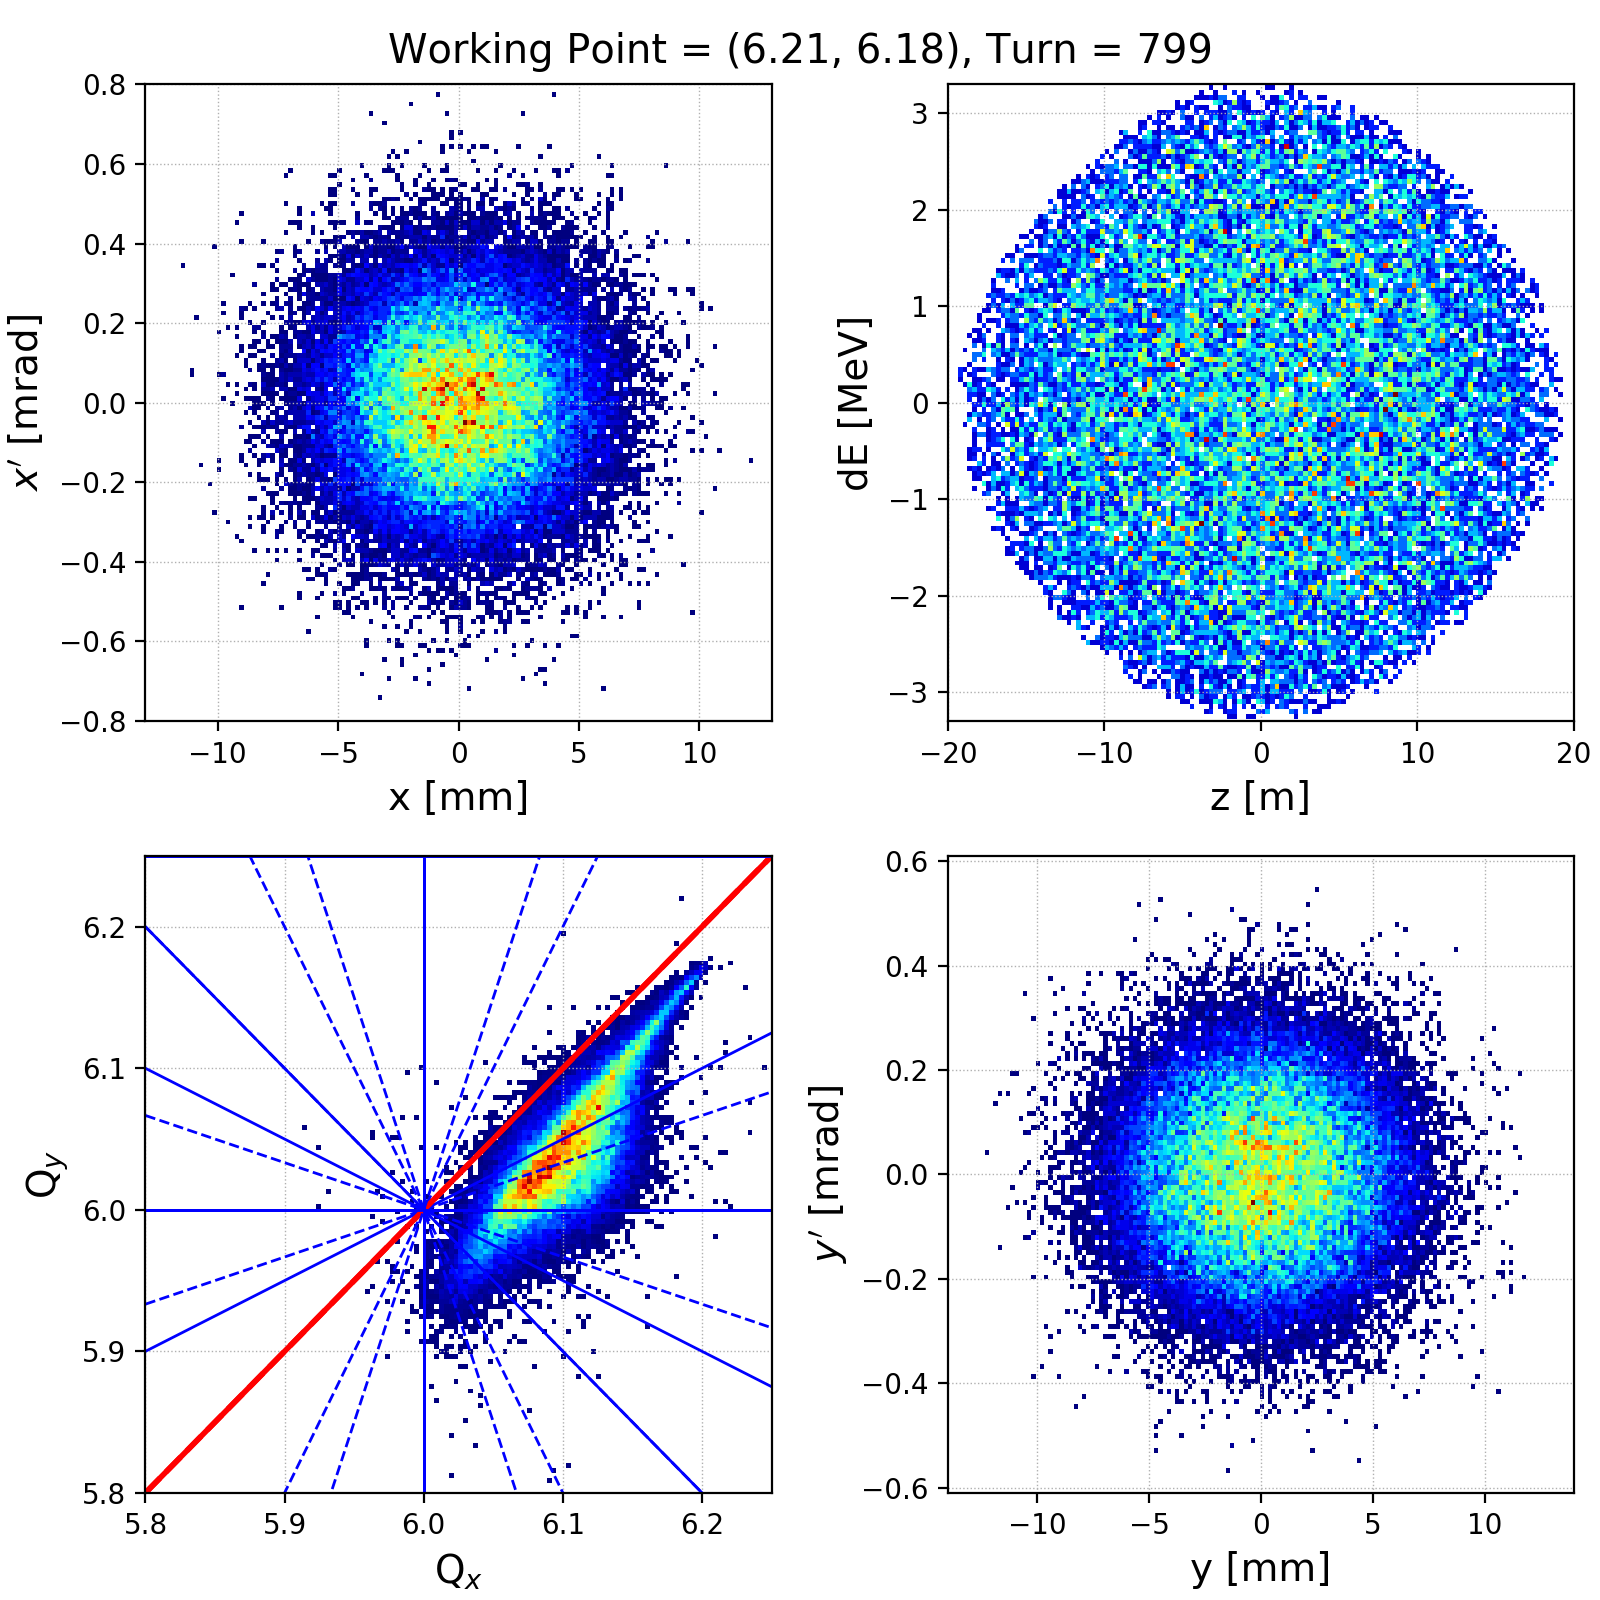 Working Point = (6.21, 6.18), Turn = 799
0.8
0.6
0.4
0.2
0.0
−0.2
−0.4
−0.6
−0.8
x′ [mrad]
−10 −5 0 5 10
x [mm]
3
2
1
0
−1
−2
−3
dE [MeV]
−20 −10 0 10 20
z [m]
6.2
6.1
6.0
5.9
5.8
Qy
5.8 5.9 6.0 6.1 6.2
Qx
0.6
0.4
0.2
0.0
−0.2
−0.4
−0.6
y′ [mrad]
−10 −5 0 5 10
y [mm]